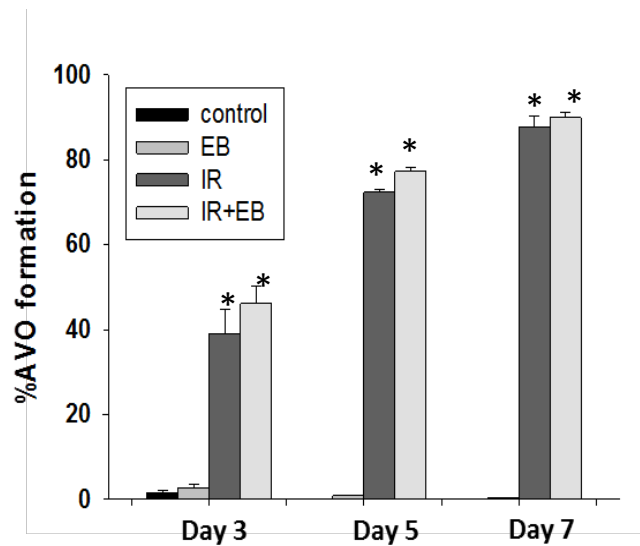 100
80
60
40
20
0
%AVO formation
control
EB
IR
IR+EB
* *
* *
* *
Day 3 Day 5 Day 7